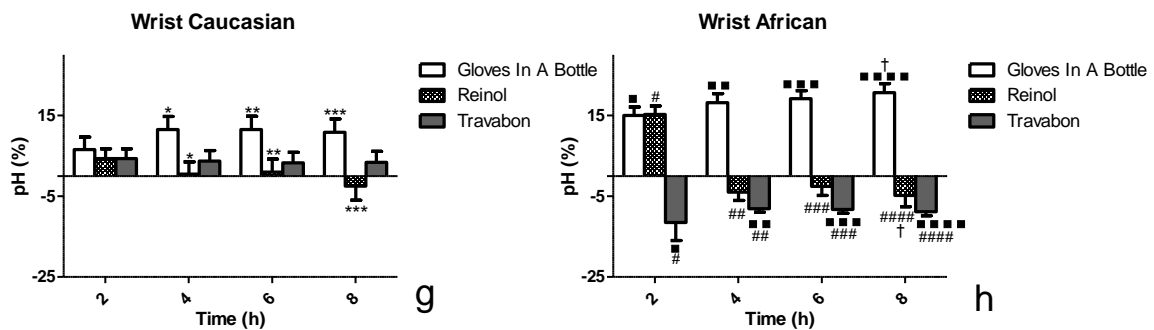 Wrist Caucasian
Gloves In A Bottle
Reinol
Travabon
pH (%)
15
-5
-25
* ** ***
* ** ***
2 4 6 8
Time (h)
g
Wrist African
Gloves In A Bottle
Reinol
Travabon
pH (%)
15
-5
-25
†
■ # ■■ ■■■ ■■■■
## ### #### ■■■■
■■ ■■■ † ####
■ ## ###
#
2 4 6 8
Time (h)
h